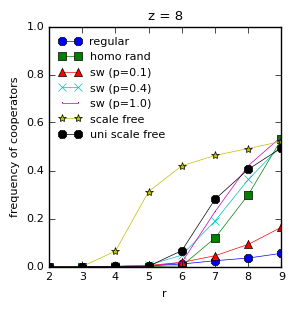 z = 8
1.0
0.8
0.6
0.4
0.2
0.0
frequency of cooperators
regular
homo rand
sw (p=0.1)
sw (p=0.4)
sw (p=1.0)
scale free
uni scale free
2 3 4 5 6 7 8 9
r